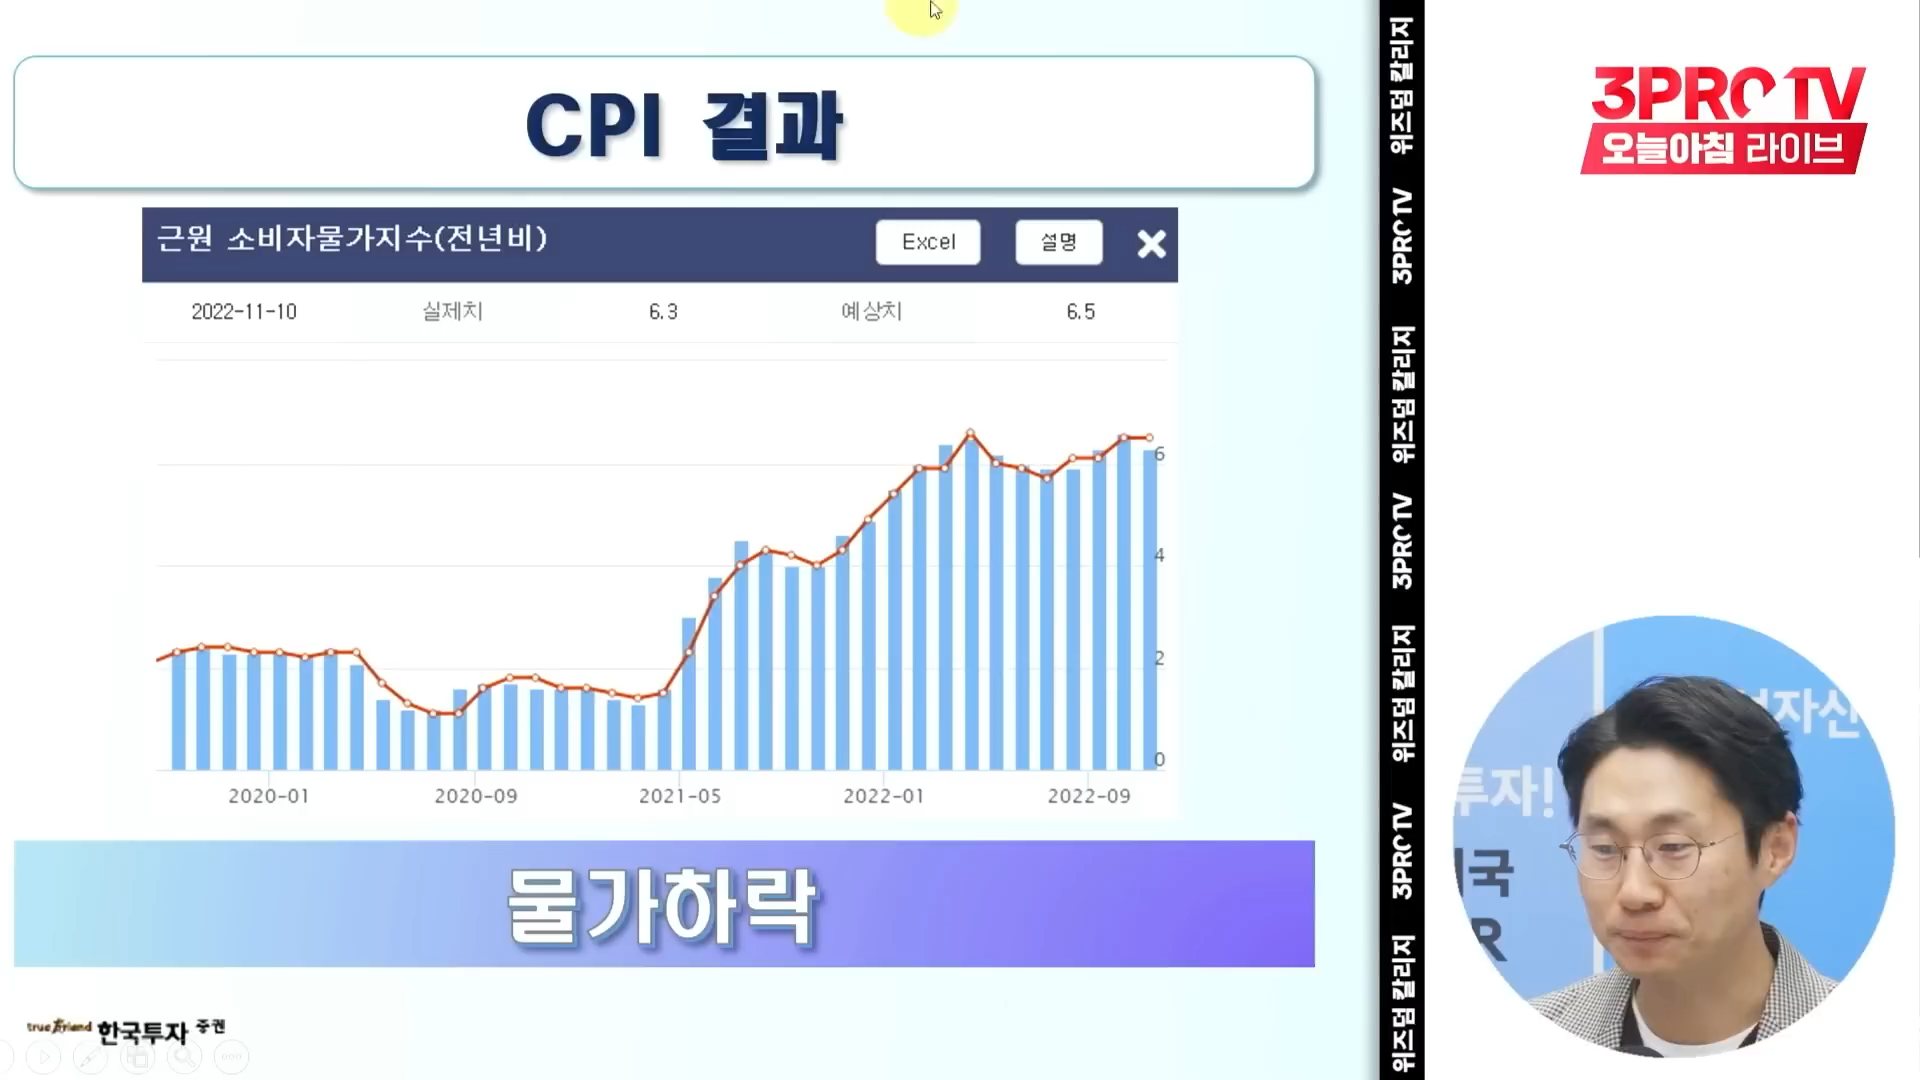 CPI 결과
근원 소비자물가지수(전년비)
Excel
설명
2022-11-10 실제치 6.3 예상치 6.5
6
4
2
0
2020-01 2020-09 2021-05 2022-01 2022-09
물가하락
true friend 한국투자 증권
위즈덤 칼리지
3PRO TV
위즈덤 칼리지
3PRO TV
위즈덤 칼리지
3PRO TV
위즈덤 칼리지
3PRO TV
오늘아침 라이브
투자!
자산
국
R